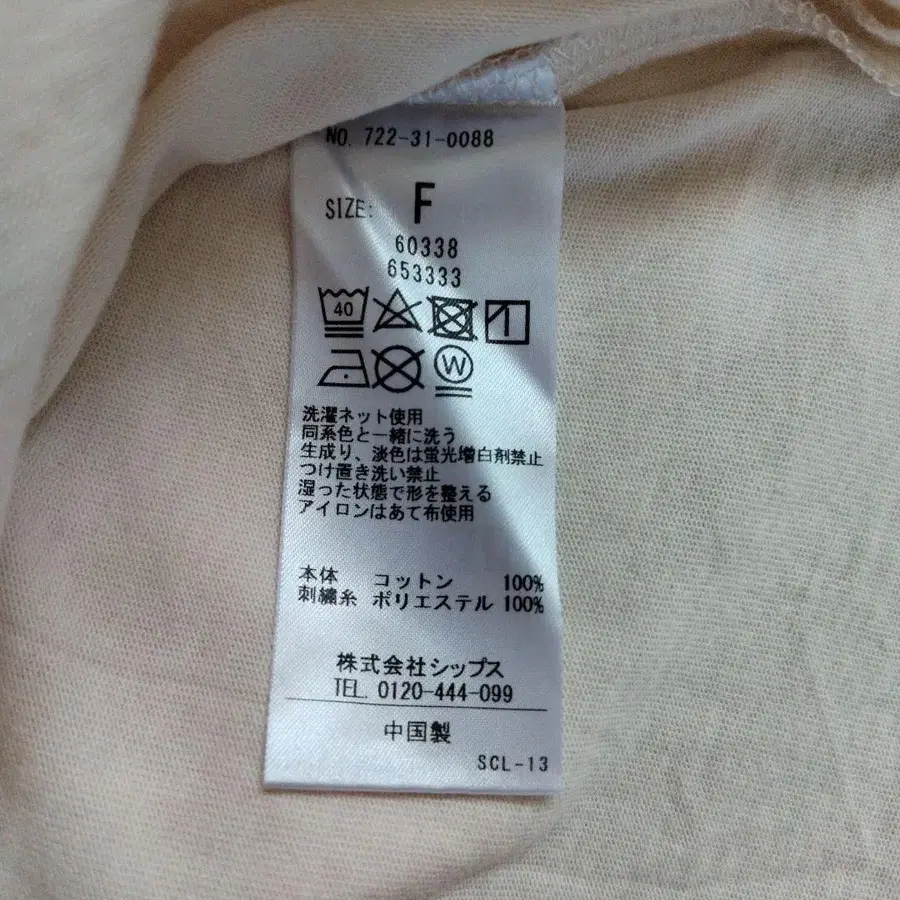 NO. 722-31-0088
SIZE: F
60338
653333
40
W
洗濯ネット使用
同系色と一緒に洗う
生成り、淡色は蛍光増白剤禁止
つけ置き洗い禁止
湿った状態で形を整える
アイロンはあて布使用
本体 コットン 100%
刺繍糸 ポリエステル 100%
株式会社シップス
TEL. 0120-444-099
中国製
SCL-13